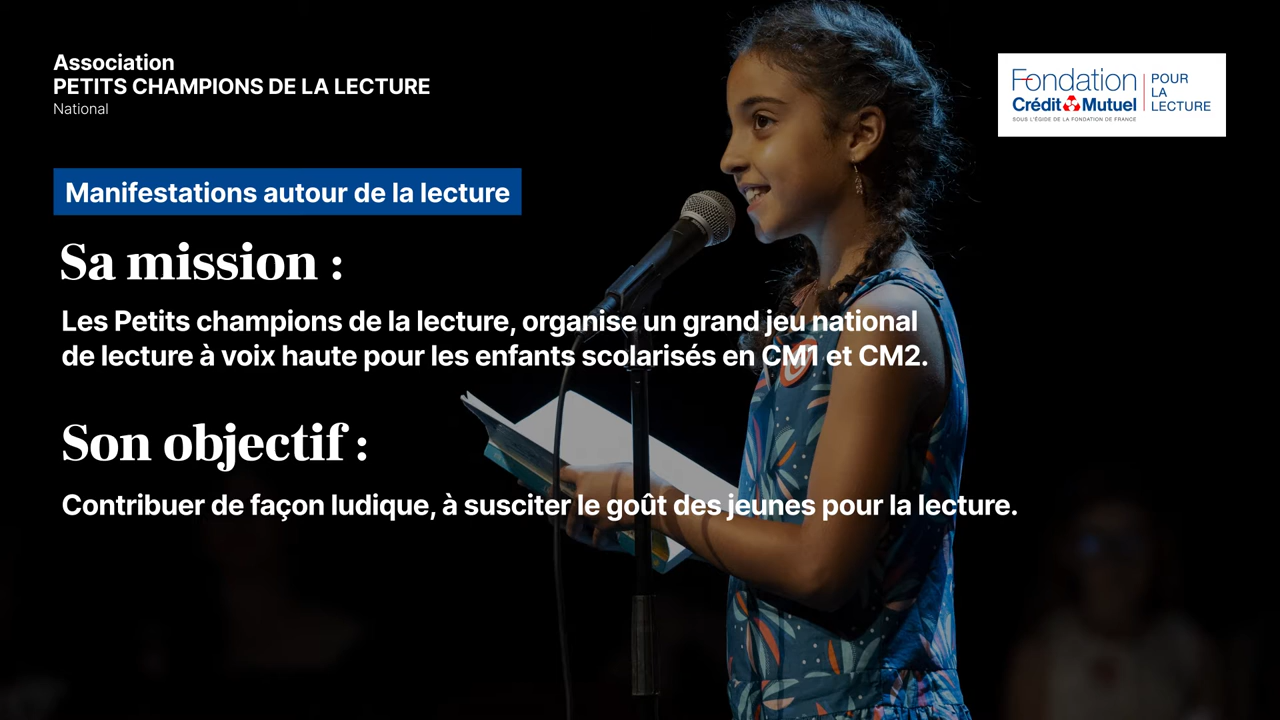 Association
PETITS CHAMPIONS DE LA LECTURE
National
Fondation
Crédit Mutuel
SOUS L'ÉGIDE DE LA FONDATION DE FRANCE
POUR
LA
LECTURE
Manifestations autour de la lecture
Sa mission :
Les Petits champions de la lecture, organise un grand jeu national
de lecture à voix haute pour les enfants scolarisés en CM1 et CM2.
Son objectif :
Contribuer de façon ludique, à susciter le goût des jeunes pour la lecture.